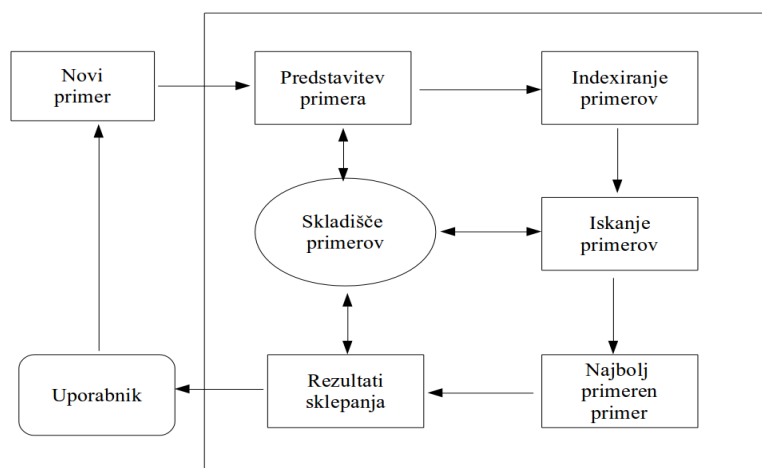 Novi
primer
Predstavitev
primera
Indexiranje
primerov
Skladišče
primerov
Iskanje
primerov
Uporabnik
Rezultati
sklepanja
Najbolj
primeren
primer